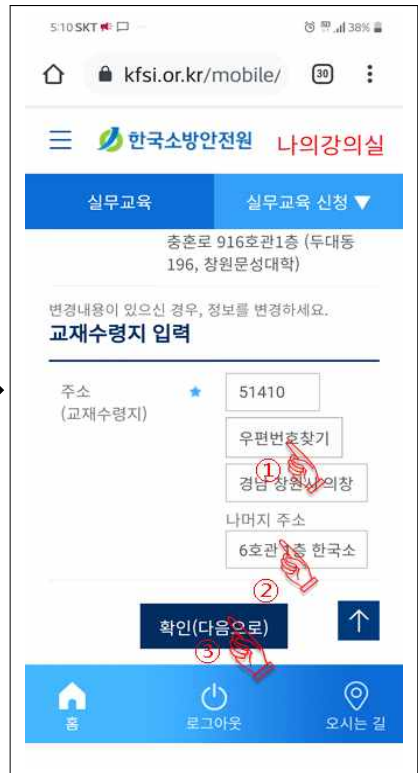 5:10 SKT 38%
kfsi.or.kr/mobile/ 30
한국소방안전원 나의강의실
실무교육 실무교육 신청 ▼
충혼로 916호관1층 (두대동
196, 창원문성대학)
변경내용이 있으신 경우, 정보를 변경하세요.
교재수령지 입력
주소 ★ 51410
(교재수령지)
우편번호찾기
①
경남 창원시 의창
나머지 주소
6호관 1층 한국소
②
확인(다음으로) ↑
③
홈 로그아웃 오시는 길